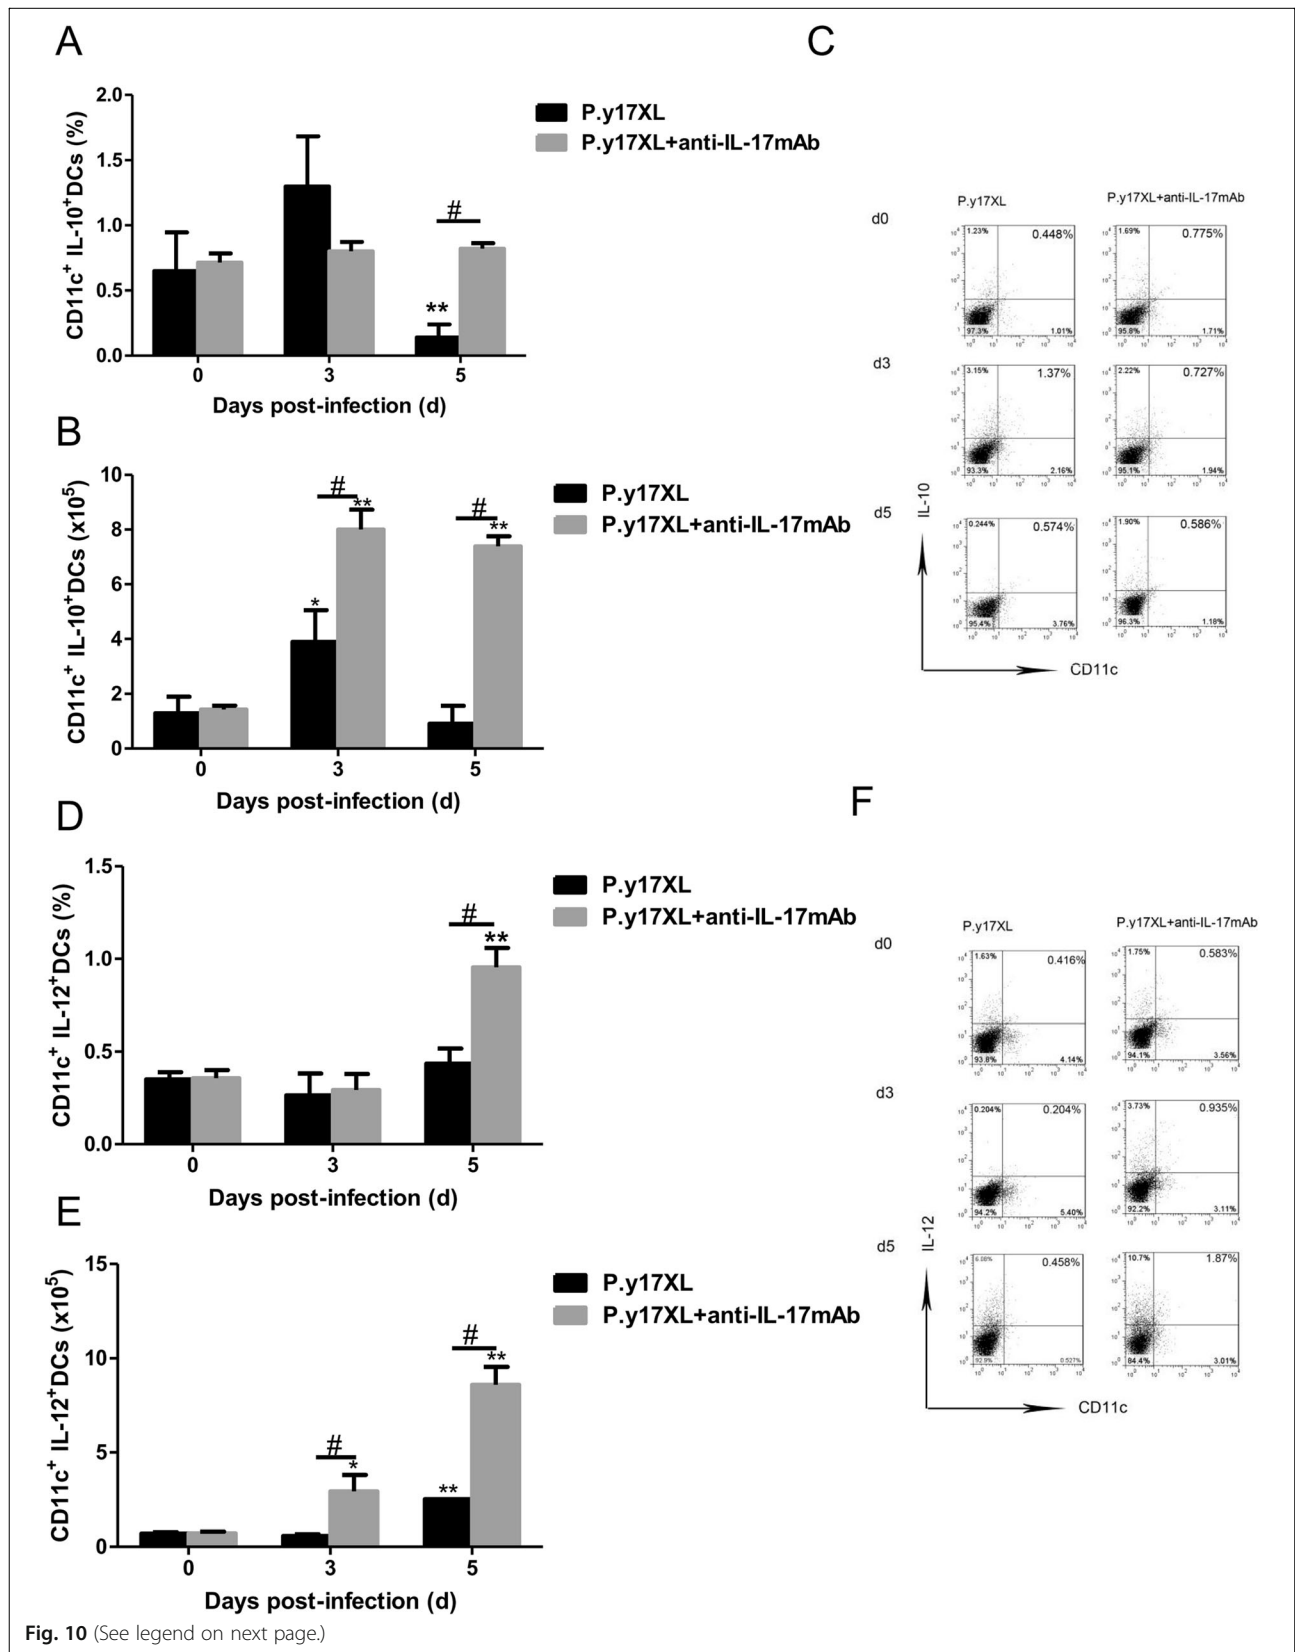 A
CD11c+ IL-10+DCs (%)
2.0
1.5
1.0
0.5
0.0
#
**
0 3 5
Days post-infection (d)
P.y17XL
P.y17XL+anti-IL-17mAb
B
CD11c+ IL-10+DCs (x105)
10
8
6
4
2
0
*
#
**
#
**
0 3 5
Days post-infection (d)
P.y17XL
P.y17XL+anti-IL-17mAb
C
P.y17XL P.y17XL+anti-IL-17mAb
d0
1.23% 0.448%
97.3% 1.01%
1.69% 0.775%
95.8% 1.71%
d3
3.15% 1.37%
93.3% 2.16%
2.22% 0.727%
95.1% 1.94%
d5
0.244% 0.574%
95.4% 3.76%
1.90% 0.586%
96.3% 1.18%
IL-10
CD11c
D
CD11c+ IL-12+DCs (%)
1.5
1.0
0.5
0.0
#
**
0 3 5
Days post-infection (d)
P.y17XL
P.y17XL+anti-IL-17mAb
E
CD11c+ IL-12+DCs (x105)
15
10
5
0
#
*
**
#
**
0 3 5
Days post-infection (d)
P.y17XL
P.y17XL+anti-IL-17mAb
F
P.y17XL P.y17XL+anti-IL-17mAb
d0
1.63% 0.416%
93.8% 4.14%
1.75% 0.583%
94.1% 3.56%
d3
0.204% 0.204%
94.2% 5.40%
3.73% 0.935%
92.2% 3.11%
d5
0.458%
92.9% 0.527%
10.7% 1.87%
84.4% 3.01%
IL-12
CD11c
Fig. 10 (See legend on next page.)